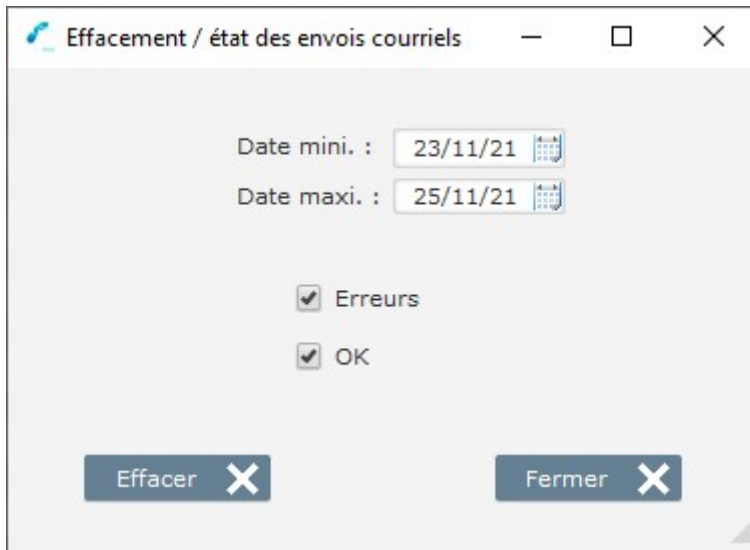 Effacement / état des envois courriels
Date mini. : 23/11/21
Date maxi. : 25/11/21
Erreurs
OK
Effacer Fermer